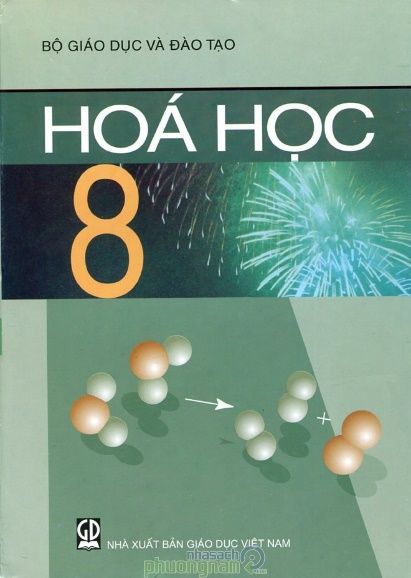 BỘ GIÁO DỤC VÀ ĐÀO TẠO
HOÁ HỌC
8
+
GD
NHÀ XUẤT BẢN GIÁO DỤC VIỆT NAM
nhasach
phuongnam